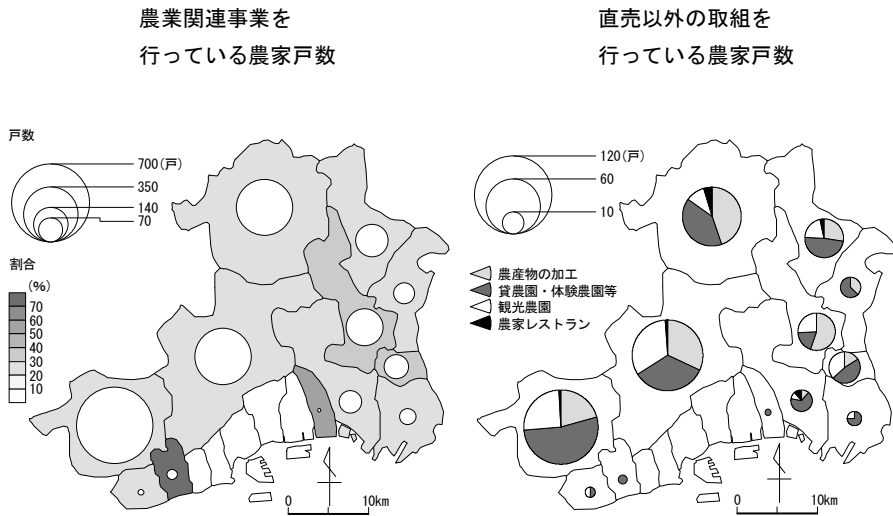 農業関連事業を
行っている農家戸数
直売以外の取組を
行っている農家戸数
戸数
700(戸)
350
140
70
割合
(%)
70
60
50
40
30
20
10
0
10km
120(戸)
60
10
農産物の加工
貸農園・体験農園等
観光農園
農家レストラン
0
10km